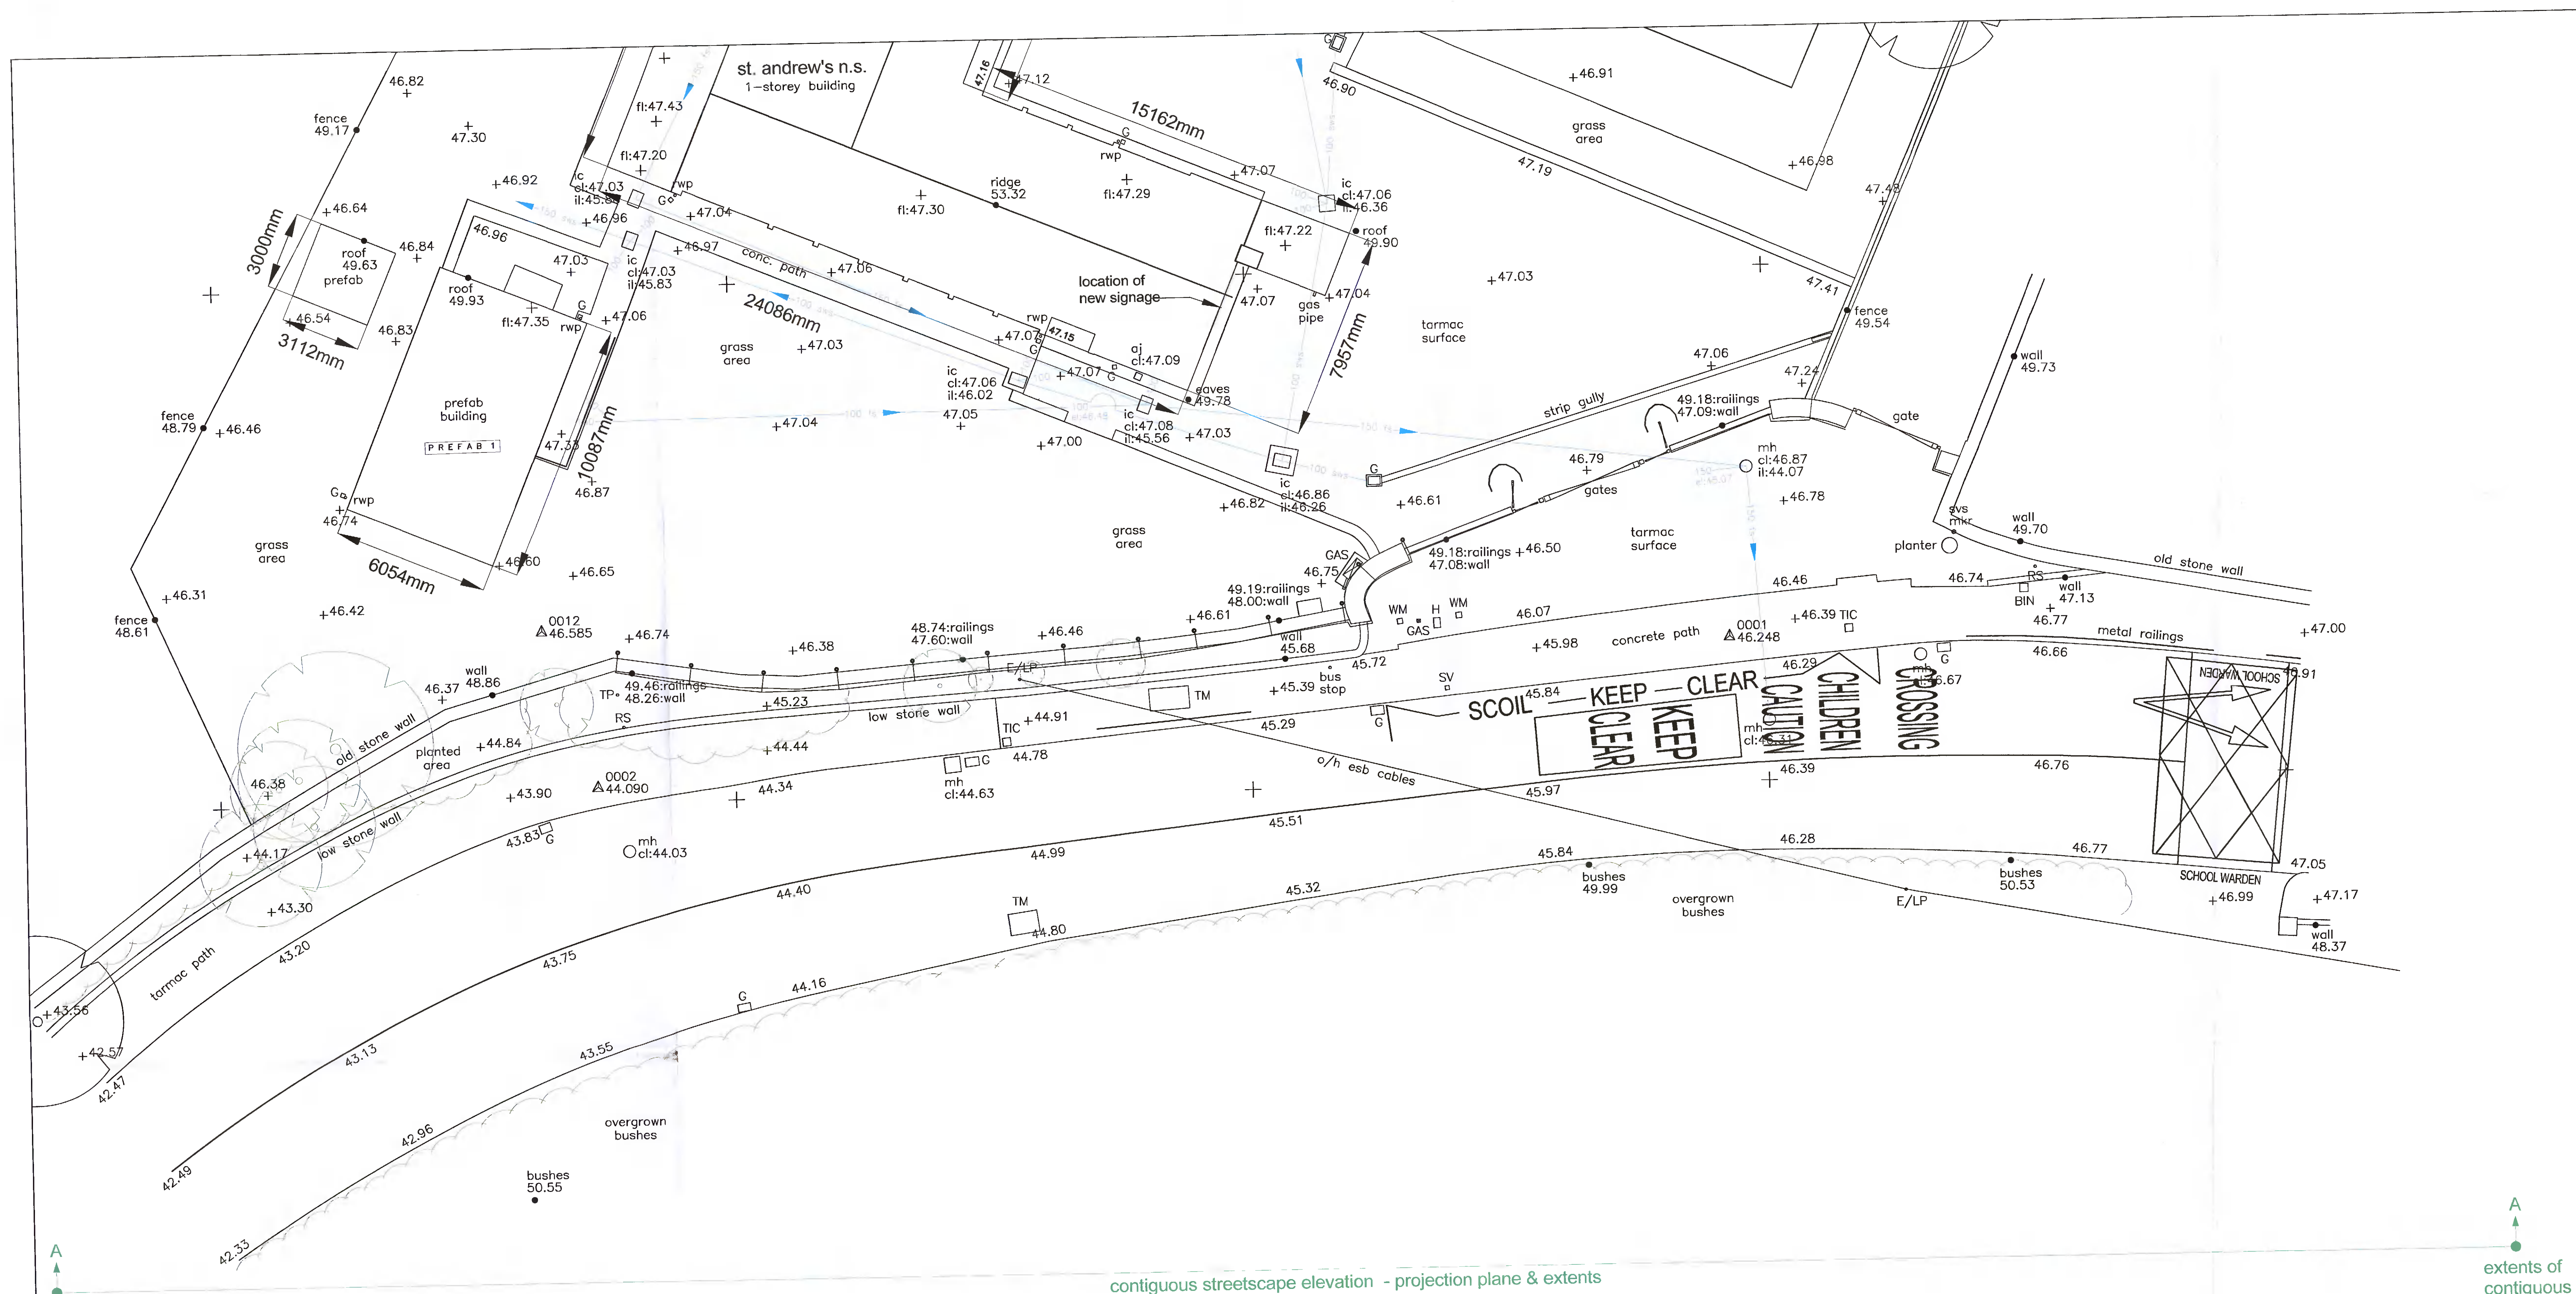 st. andrew's n.s.
1-storey building
46.82
fl:47.43
47.16
47.12
15162mm
46.90
46.91
grass
area
fence
49.17
47.30
G
rwp
47.19
46.98
47.48
fl:47.20
46.92
ic
cl:47.03
rwp
G
47.04
ridge
53.32
fl:47.30
fl:47.29
47.07
ic
cl:47.06
il:46.36
3000mm
46.64
roof
49.63
prefab
46.84
46.96
46.96
46.97
conc. path
47.06
fl:47.22
roof
49.90
47.03
ic
cl:47.03
il:45.83
roof
49.93
fl:47.35
G
rwp
47.06
24086mm
location of
new signage
47.07
47.04
gas
pipe
47.03
47.41
fence
49.54
46.54
3112mm
46.83
grass
area
47.03
rwp
47.07
G
47.15
aj
cl:47.09
7957mm
tarmac
surface
47.06
wall
49.73
prefab
building
PREFAB 1
47.33
10087mm
46.87
ic
cl:47.06
il:46.02
47.07
G
eaves
49.78
47.24
strip gully
49.18:railings
47.09:wall
gate
fence
48.79
46.46
47.04
47.05
47.00
ic
cl:47.08
il:45.56
47.03
G
46.79
gates
mh
cl:46.87
il:44.07
G
rwp
46.74
6054mm
46.60
46.65
46.82
ic
cl:46.86
il:46.26
46.61
46.78
svs
mkr
wall
49.70
planter
old stone wall
grass
area
grass
area
GAS
46.75
49.18:railings
47.08:wall
46.50
tarmac
surface
46.46
46.74
RS
wall
47.13
BIN
46.77
46.31
fence
48.61
46.42
0012
46.585
46.74
46.38
48.74:railings
47.60:wall
46.46
46.61
49.19:railings
48.00:wall
WM
GAS
H
WM
46.07
45.98
concrete path
0001
46.248
46.39
TIC
metal railings
47.00
wall
45.68
45.72
46.29
G
46.66
mh
46.37
wall
48.86
TP
49.46:railings
48.26:wall
RS
45.23
E/LP
TM
45.39
bus
stop
SV
45.84
SCOIL
KEEP
CLEAR
SCHOOL WARDEN
old stone wall
planted
area
44.84
low stone wall
44.44
TIC
44.91
44.78
45.29
G
KEEP
CLEAR
mh
CAUTION
CHILDREN
CROSSING
46.38
43.90
0002
44.090
44.34
G
mh
cl:44.63
o/h esb cables
45.97
46.39
46.76
44.17
low stone wall
43.83
G
mh
cl:44.03
44.99
45.51
45.84
46.28
46.77
47.05
43.30
tarmac path
43.20
43.75
44.40
TM
44.80
45.32
bushes
49.99
overgrown
bushes
E/LP
bushes
50.53
SCHOOL WARDEN
46.99
47.17
wall
48.37
43.56
42.57
42.47
43.13
43.55
G
44.16
42.49
42.96
overgrown
bushes
bushes
50.55
42.33
A
A
contiguous streetscape elevation - projection plane & extents
extents of
contiguous